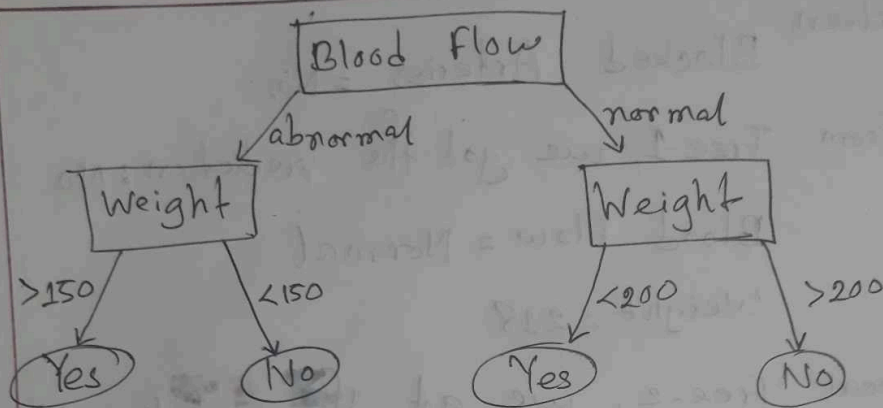 Blood Flow
abnormal normal
Weight Weight
>150 <150 <200 >200
Yes No Yes No